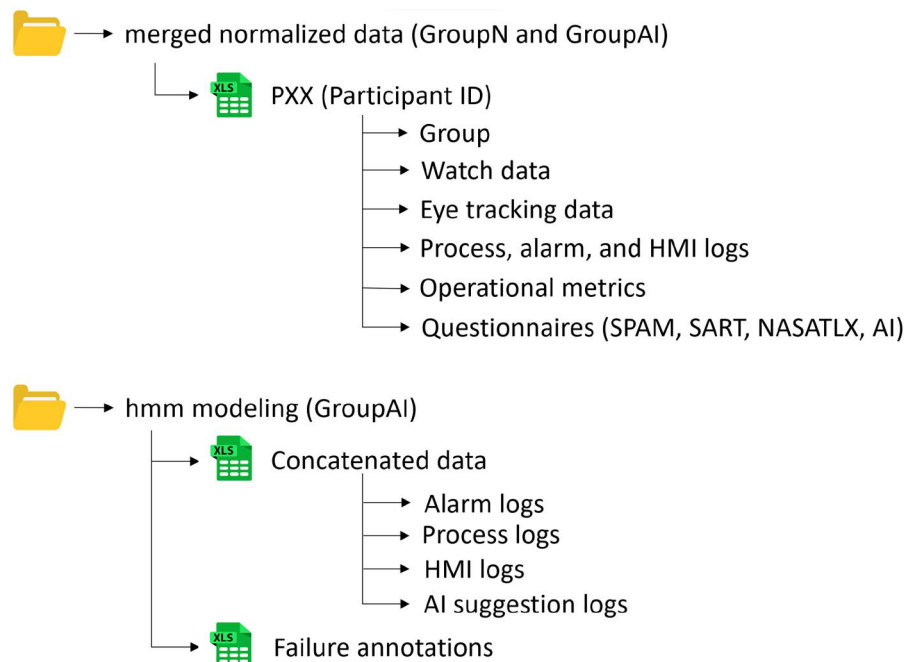 merged normalized data (GroupN and GroupAI)
XLS
PXX (Participant ID)
Group
Watch data
Eye tracking data
Process, alarm, and HMI logs
Operational metrics
Questionnaires (SPAM, SART, NASATLX, AI)
hmm modeling (GroupAI)
XLS
Concatenated data
Alarm logs
Process logs
HMI logs
AI suggestion logs
XLS
Failure annotations